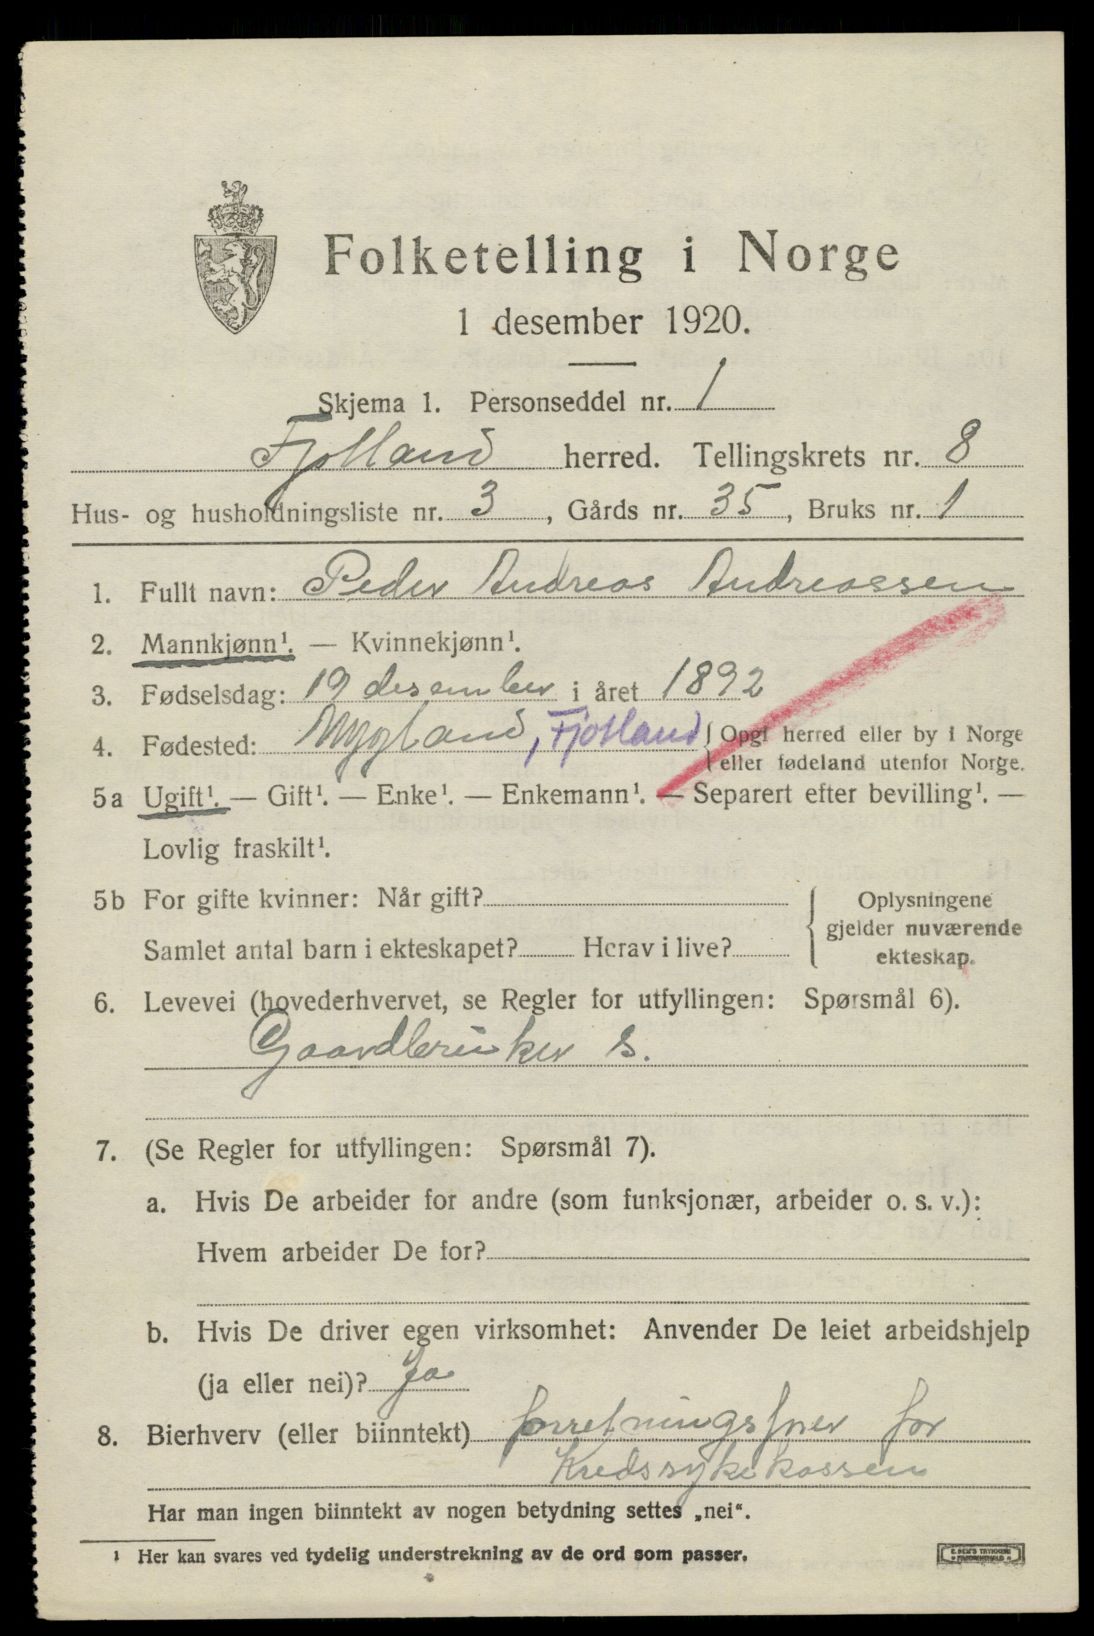 Folketelling i Norge
1 desember 1920.
Skjema 1. Personseddel nr. 1
Fjotland herred. Tellingskrets nr. 8
Hus- og husholdningsliste nr. 3, Gårds nr. 35, Bruks nr. 1
1. Fullt navn: Peder Andreas Andreassen
2. Mannkjønn¹. — Kvinnekjønn¹.
3. Fødselsdag: 19 desember i året 1892
4. Fødested: Nygland, Fjotland { Opgi herred eller by i Norge
eller fødeland utenfor Norge.
5a Ugift¹. — Gift¹. — Enke¹. — Enkemann¹. — Separert efter bevilling¹. —
Lovlig fraskilt¹.
5b For gifte kvinner: Når gift?
Samlet antal barn i ekteskapet? Herav i live?
Oplysningene
gjelder nuværende
ekteskap.
6. Levevei (hovederhvervet, se Regler for utfyllingen: Spørsmål 6).
Gaardbruker s.
7. (Se Regler for utfyllingen: Spørsmål 7).
a. Hvis De arbeider for andre (som funksjonær, arbeider o. s. v.):
Hvem arbeider De for?
b. Hvis De driver egen virksomhet: Anvender De leiet arbeidshjelp
(ja eller nei)? Ja
8. Bierhverv (eller biinntekt) forretningsfører for
Kredssykekassen
Har man ingen biinntekt av nogen betydning settes „nei“.
¹ Her kan svares ved tydelig understrekning av de ord som passer.